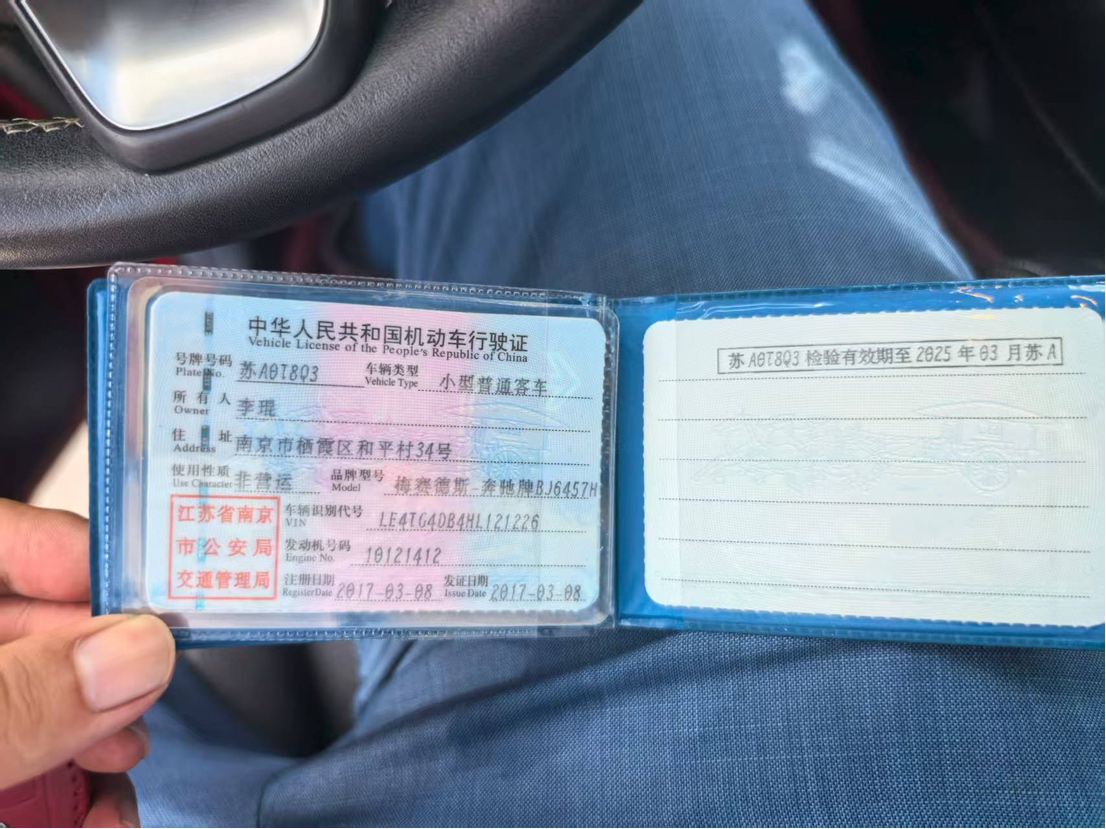 中华人民共和国机动车行驶证
Vehicle License of the People's Republic of China
号牌号码 苏A0T8Q3 车辆类型 小型普通客车
Plate No. Vehicle Type
所有人 李琨
Owner
住址 南京市栖霞区和平村34号
Address
使用性质 非营运 品牌型号 梅赛德斯-奔驰牌BJ6457H
Use Character Model
江苏省南京
市公安局
交通管理局
车辆识别代号 LE4TG4DB4HL121226
VIN
发动机号码 10121412
Engine No.
注册日期 2017-03-08 发证日期 2017-03-08
Register Date Issue Date
苏A0T8Q3 检验有效期至 2025 年 03 月苏A